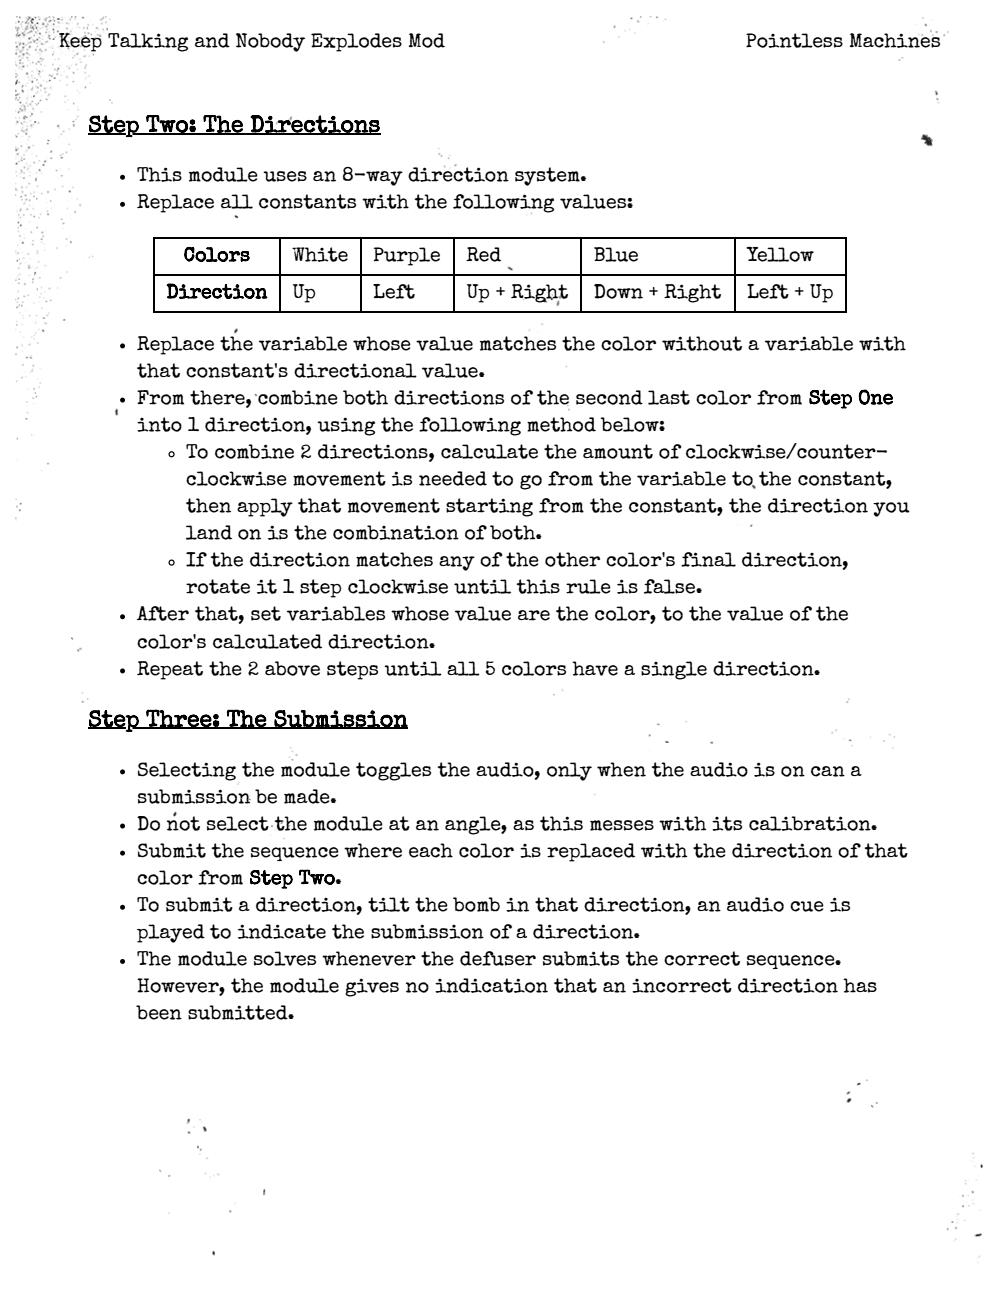 Keep Talking and Nobody Explodes Mod
Pointless Machines
Step Two: The Directions
• This module uses an 8-way direction system.
• Replace all constants with the following values:
Colors White Purple Red Blue Yellow
Direction Up Left Up + Right Down + Right Left + Up
• Replace the variable whose value matches the color without a variable with
that constant's directional value.
• From there, combine both directions of the second last color from Step One
into 1 direction, using the following method below:
◦ To combine 2 directions, calculate the amount of clockwise/counter-
clockwise movement is needed to go from the variable to the constant,
then apply that movement starting from the constant, the direction you
land on is the combination of both.
◦ If the direction matches any of the other color's final direction,
rotate it 1 step clockwise until this rule is false.
• After that, set variables whose value are the color, to the value of the
color's calculated direction.
• Repeat the 2 above steps until all 5 colors have a single direction.
Step Three: The Submission
• Selecting the module toggles the audio, only when the audio is on can a
submission be made.
• Do not select the module at an angle, as this messes with its calibration.
• Submit the sequence where each color is replaced with the direction of that
color from Step Two.
• To submit a direction, tilt the bomb in that direction, an audio cue is
played to indicate the submission of a direction.
• The module solves whenever the defuser submits the correct sequence.
However, the module gives no indication that an incorrect direction has
been submitted.